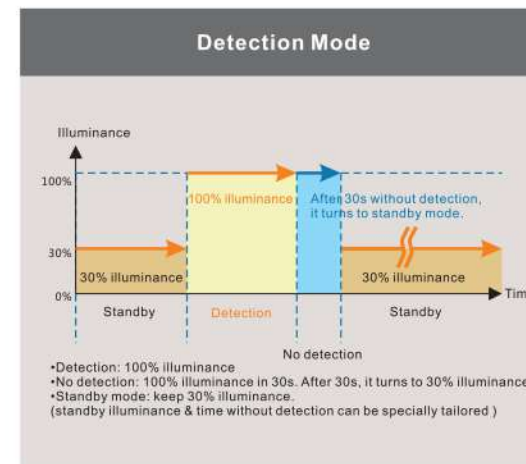 Detection Mode
Illuminance
100%
100% illuminance
After 30s without detection,
it turns to standby mode.
30%
30% illuminance
30% illuminance
0%
Standby
Detection
Standby
No detection
•Detection: 100% illuminance
•No detection: 100% illuminance in 30s. After 30s, it turns to 30% illuminance
•Standby mode: keep 30% illuminance.
(standby illuminance & time without detection can be specially tailored )